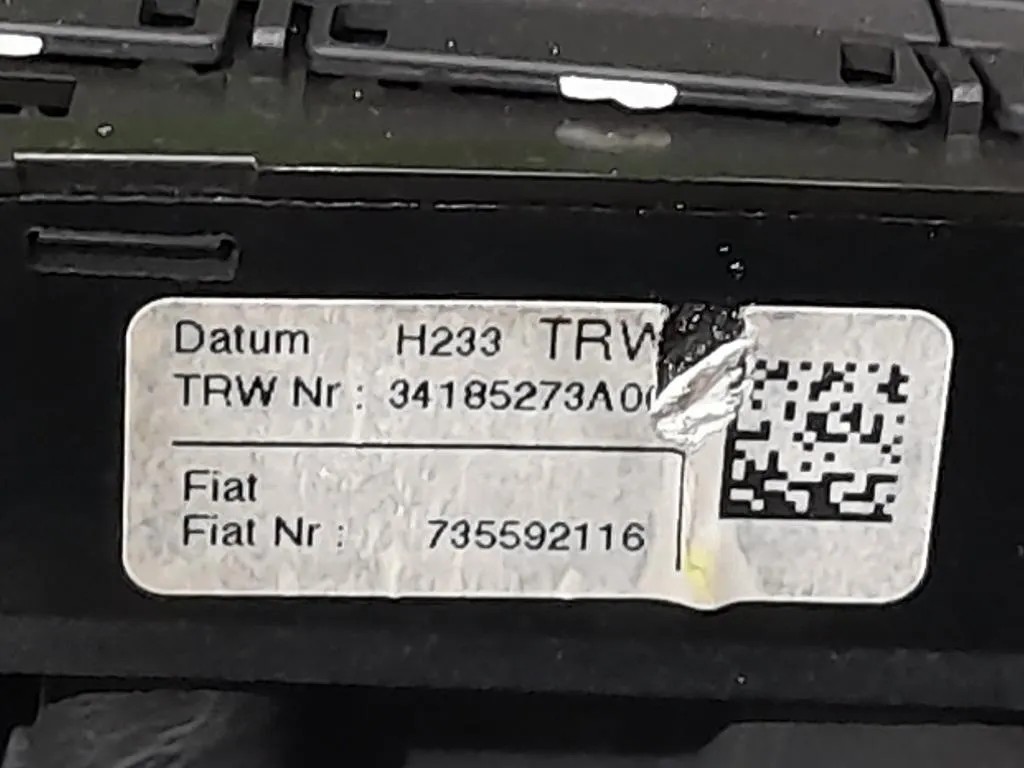 Datum H233 TRW
TRW Nr : 34185273A0
Fiat
Fiat Nr : 735592116